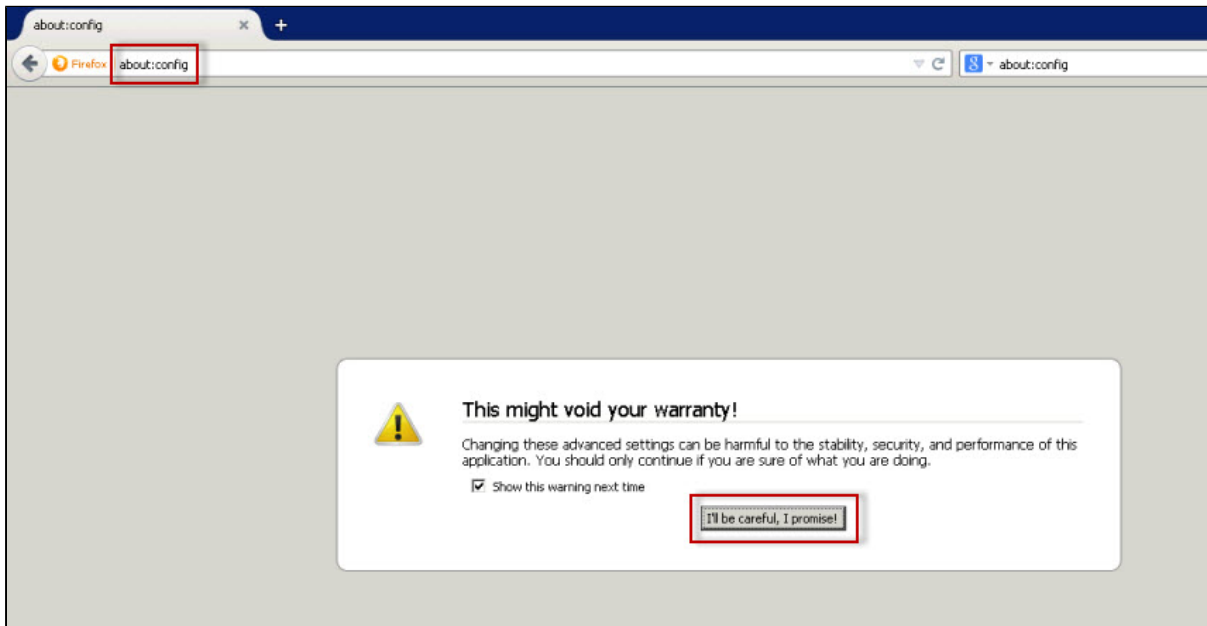 about:config
Firefox about:config
about:config
This might void your warranty!
Changing these advanced settings can be harmful to the stability, security, and performance of this
application. You should only continue if you are sure of what you are doing.
Show this warning next time
I'll be careful, I promise!